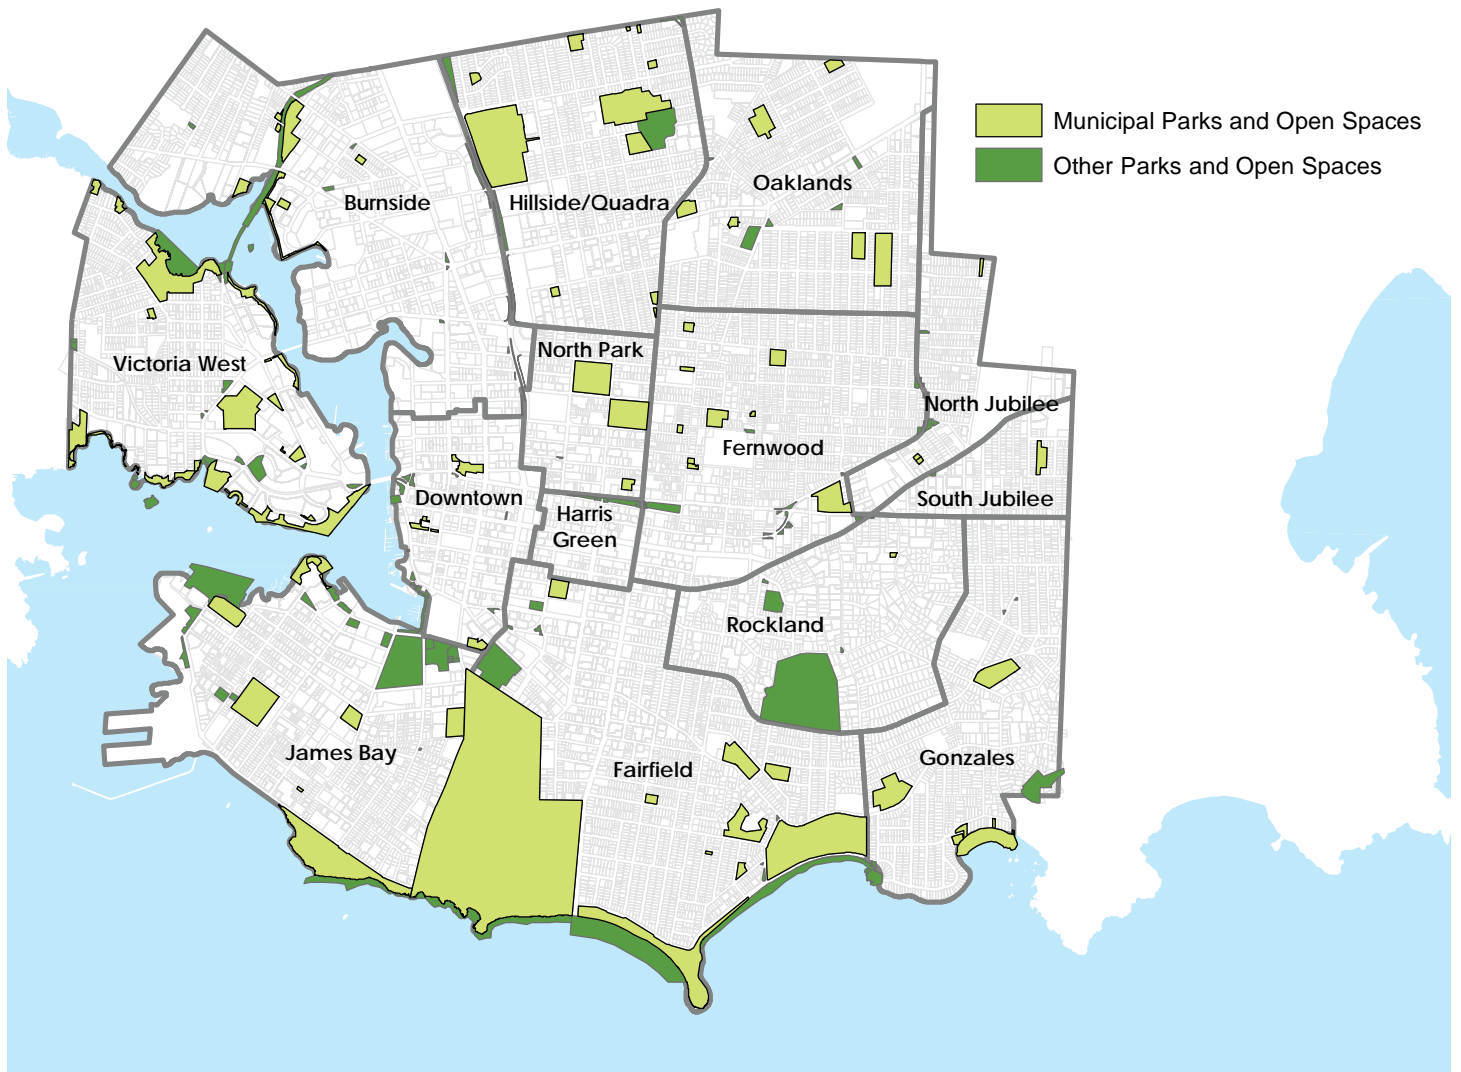 Municipal Parks and Open Spaces
Other Parks and Open Spaces
Oaklands
Burnside
Hillside/Quadra
North Park
Victoria West
North Jubilee
Fernwood
Downtown
South Jubilee
Harris
Green
Rockland
James Bay
Gonzales
Fairfield